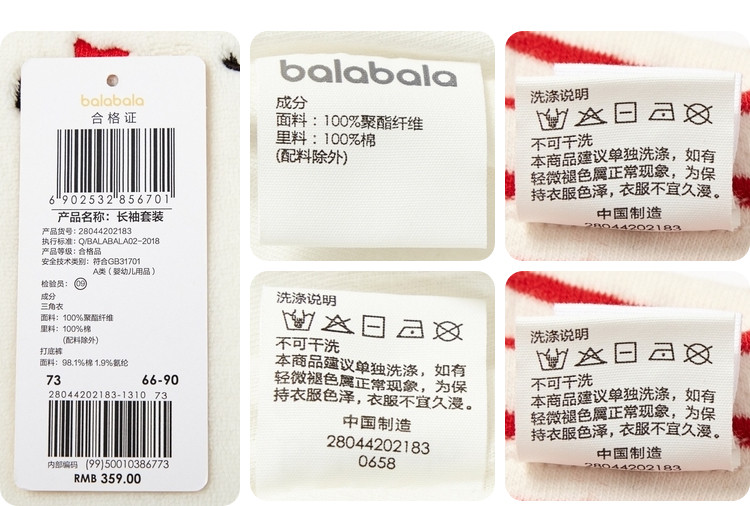 balabala
合格证
6 902532 856701
产品名称：长袖套装
产品货号：28044202183
执行标准：Q/BALABALA02-2018
产品等级：合格品
安全技术类别：符合GB31701
A类（婴幼儿用品）
检验员：09
成分
三角衣
面料：100%聚酯纤维
里料：100%棉
(配料除外)
打底裤
面料：98.1%棉 1.9%氨纶
73 66-90
28044202183-1310 73
内部编码 (99)50010386773
RMB 359.00
balabala
成分
面料：100%聚酯纤维
里料：100%棉
(配料除外)
洗涤说明
不可干洗
本商品建议单独洗涤，如有
轻微褪色属正常现象，为保
持衣服色泽，衣服不宜久浸。
中国制造
28044202183
洗涤说明
不可干洗
本商品建议单独洗涤，如有
轻微褪色属正常现象，为保
持衣服色泽，衣服不宜久浸。
中国制造
28044202183
0658
洗涤说明
不可干洗
本商品建议单独洗涤，如有
轻微褪色属正常现象，为保
持衣服色泽，衣服不宜久浸。
中国制造
28044202183